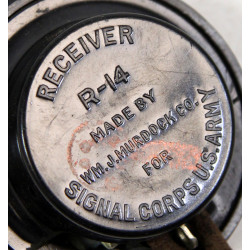 RECEIVER
R-14
MADE BY
WM. J. MURDOCK CO.
FOR
SIGNAL CORPS U.S. ARMY